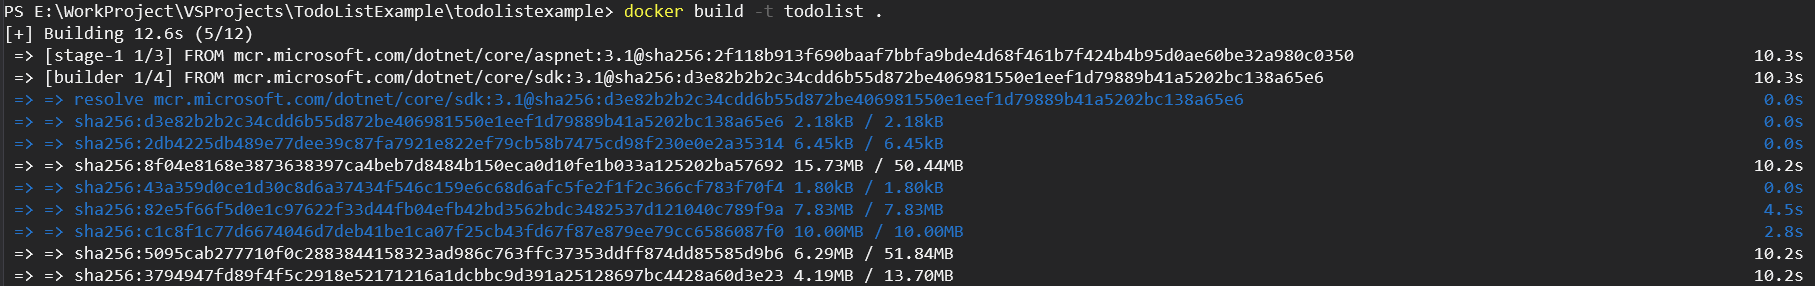 PS E:\WorkProject\VSProjects\TodoListExample\todolistexample> docker build -t todolist .
[+] Building 12.6s (5/12)
=> [stage-1 1/3] FROM mcr.microsoft.com/dotnet/core/aspnet:3.1@sha256:2f118b913f690baaf7bbfa9bde4d68f461b7f424b4b95d0ae60be32a980c0350 10.3s
=> [builder 1/4] FROM mcr.microsoft.com/dotnet/core/sdk:3.1@sha256:d3e82b2b2c34cdd6b55d872be406981550e1eef1d79889b41a5202bc138a65e6 10.3s
=> => resolve mcr.microsoft.com/dotnet/core/sdk:3.1@sha256:d3e82b2b2c34cdd6b55d872be406981550e1eef1d79889b41a5202bc138a65e6 0.0s
=> => sha256:d3e82b2b2c34cdd6b55d872be406981550e1eef1d79889b41a5202bc138a65e6 2.18kB / 2.18kB 0.0s
=> => sha256:2db4225db489e77dee39c87fa7921e822ef79cb58b7475cd98f230e0e2a35314 6.45kB / 6.45kB 0.0s
=> => sha256:8f04e8168e3873638397ca4beb7d8484b150eca0d10fe1b033a125202ba57692 15.73MB / 50.44MB 10.2s
=> => sha256:43a359d0ce1d30c8d6a37434f546c159e6c68d6afc5fe2f1f2c366cf783f70f4 1.80kB / 1.80kB 0.0s
=> => sha256:82e5f66f5d0e1c97622f33d44fb04efb42bd3562bdc3482537d121040c789f9a 7.83MB / 7.83MB 4.5s
=> => sha256:c1c8f1c77d6674046d7deb41be1ca07f25cb43fd67f87e879ee79cc6586087f0 10.00MB / 10.00MB 2.8s
=> => sha256:5095cab277710f0c2883844158323ad986c763ffc37353ddff874dd85585d9b6 6.29MB / 51.84MB 10.2s
=> => sha256:3794947fd89f4f5c2918e52171216a1dcbbc9d391a25128697bc4428a60d3e23 4.19MB / 13.70MB 10.2s